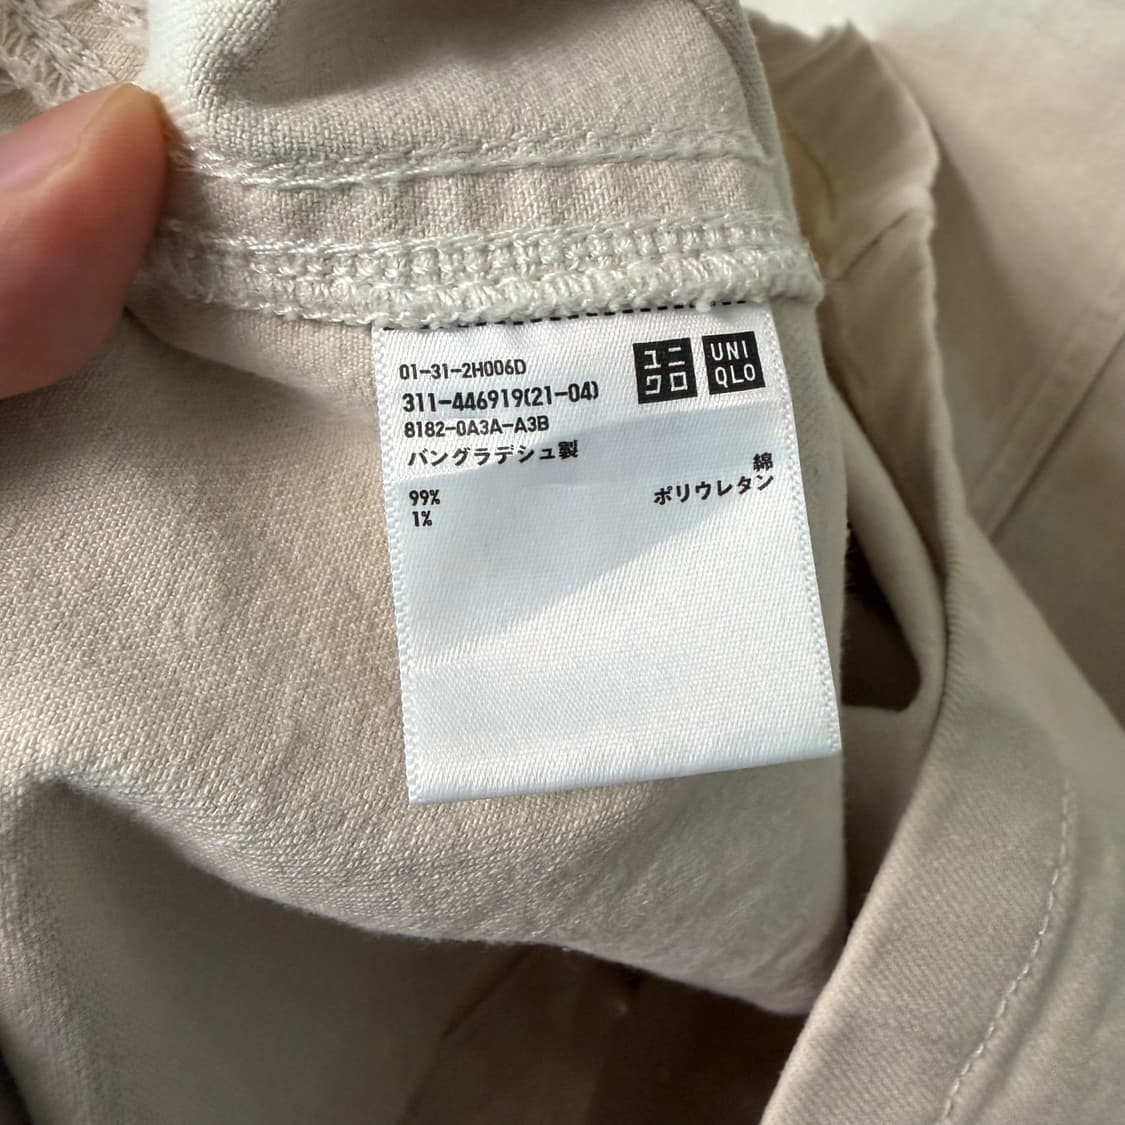 01-31-2H006D
311-446919(21-04)
8182-0A3A-A3B
バングラデシュ製
ユニ
クロ
UNI
QLO
99% 綿
1% ポリウレタン